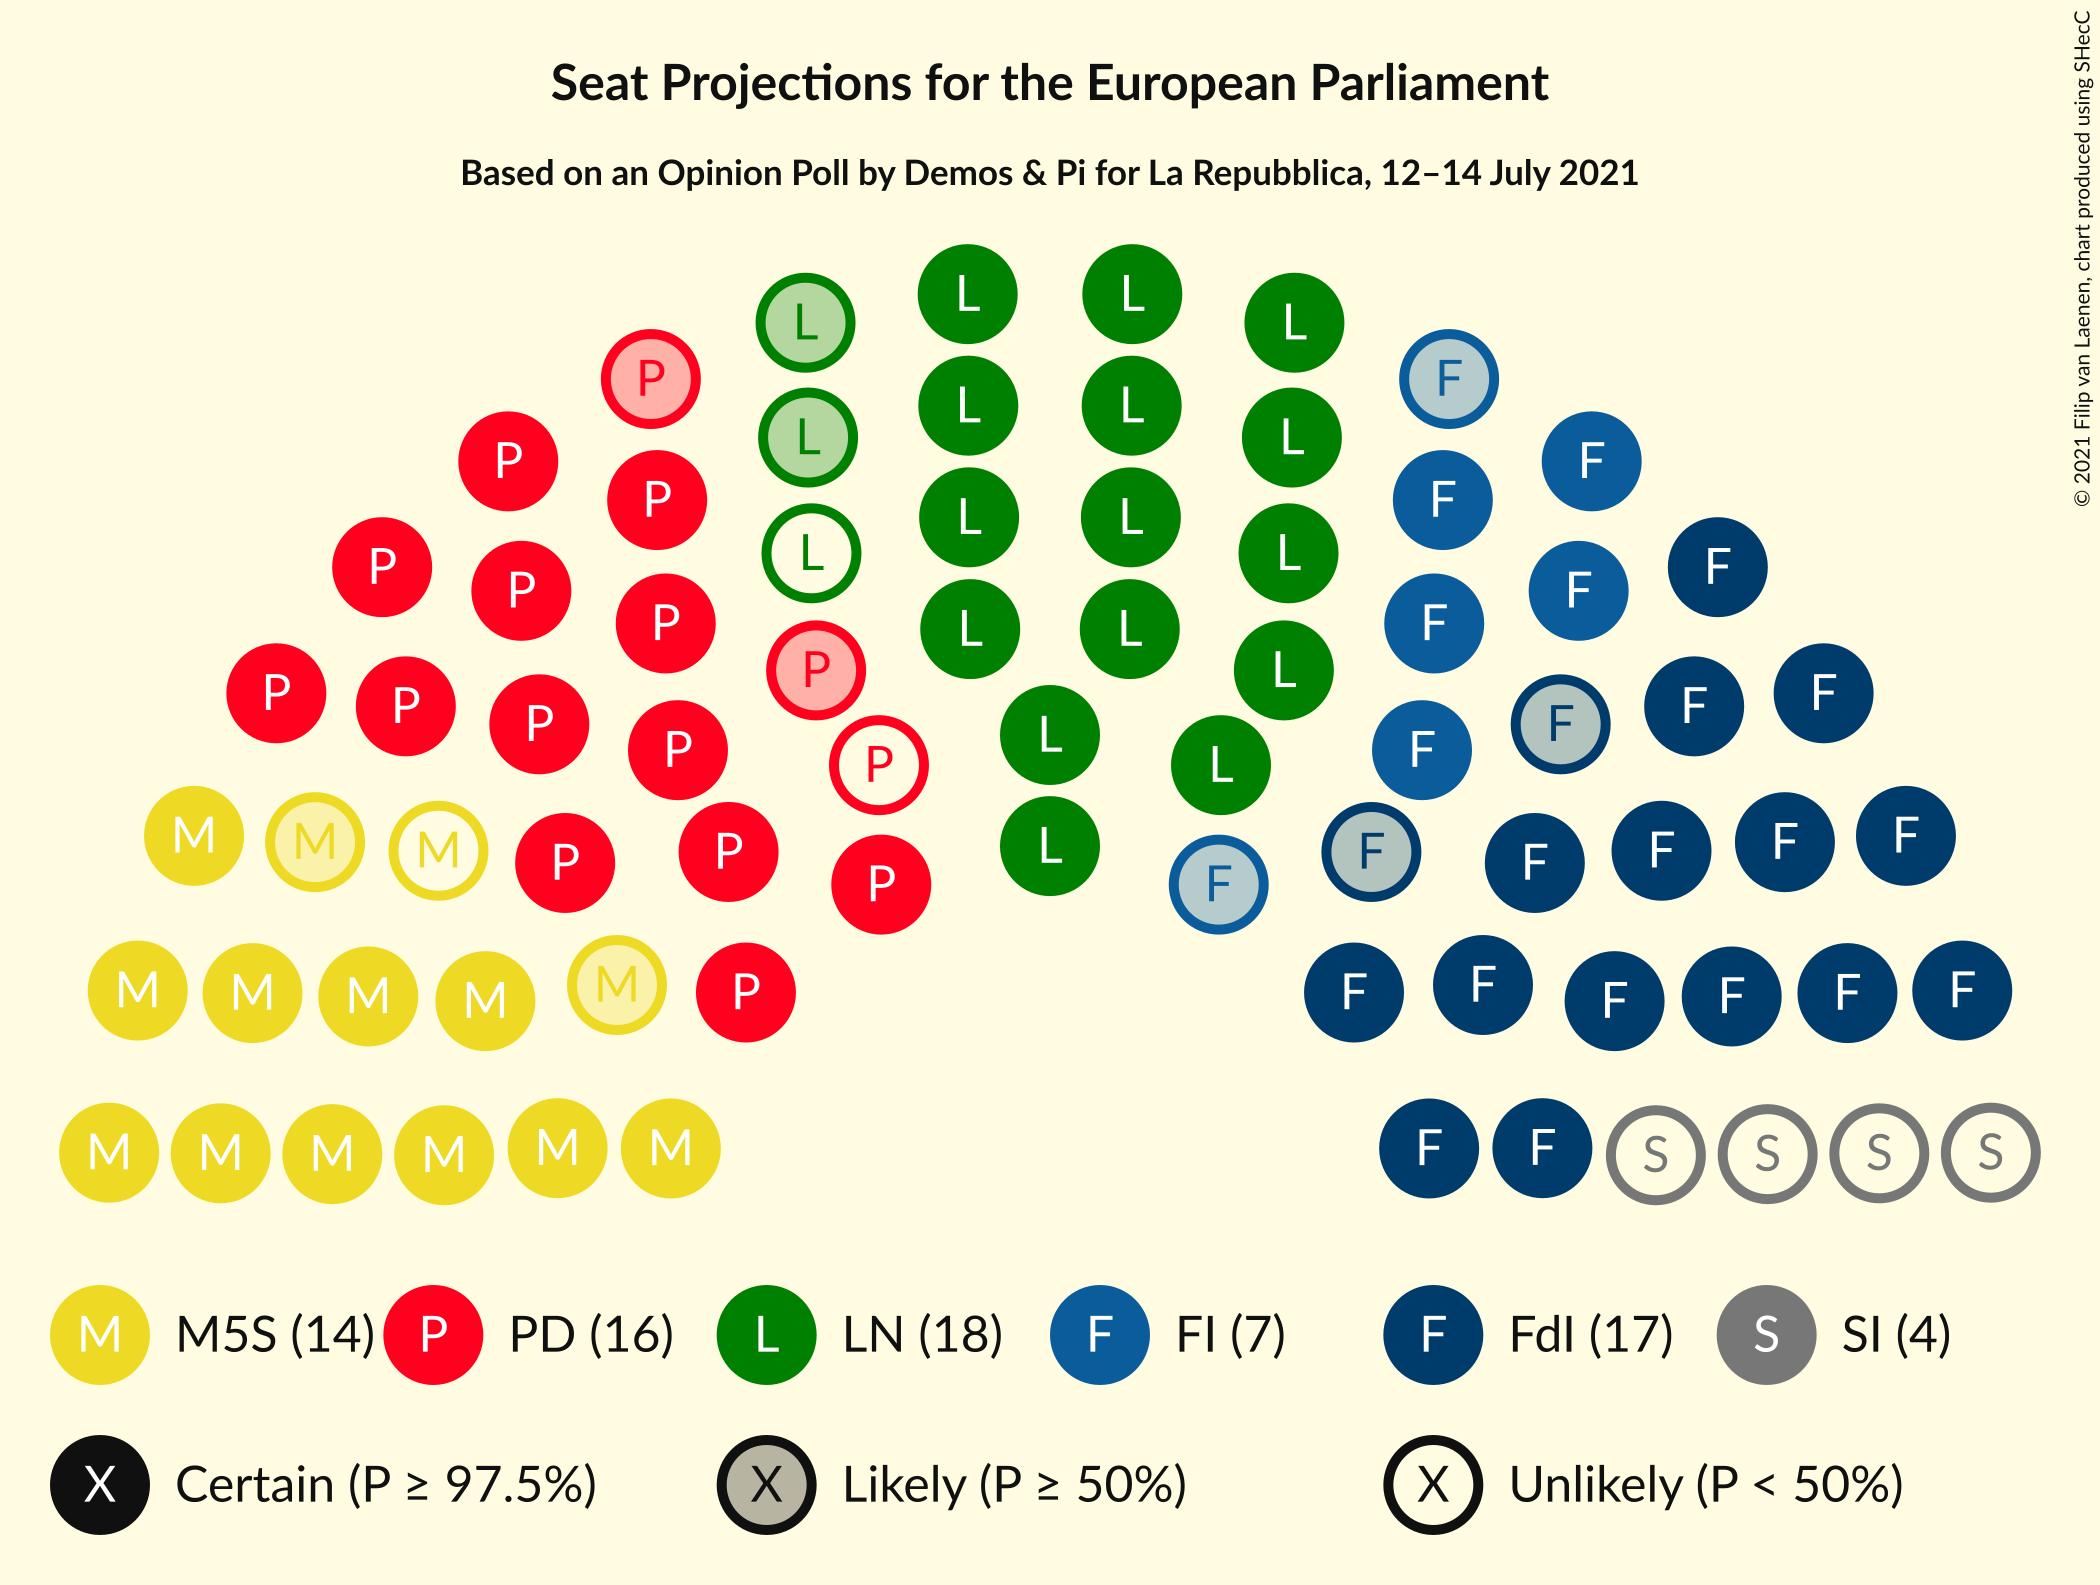 Seat Projections for the European Parliament
Based on an Opinion Poll by Demos & Pi for La Repubblica, 12–14 July 2021
© 2021 Filip van Laenen, chart produced using SHecC
L L
L L
P F
L L
L L
P F
P F
L L
L L
P F
L L
P F
P F
P F
L L
P L F
P F
P F
P P F F
L
P P F F
P L
M F
M F
M P F F
L
P F
P F
M F
M M M M M P F F F F F F
M M M M M M F F S S S S
M M5S (14) P PD (16) L LN (18) F FI (7) F FdI (17) S SI (4)
X Certain (P ≥ 97.5%) X Likely (P ≥ 50%) X Unlikely (P < 50%)